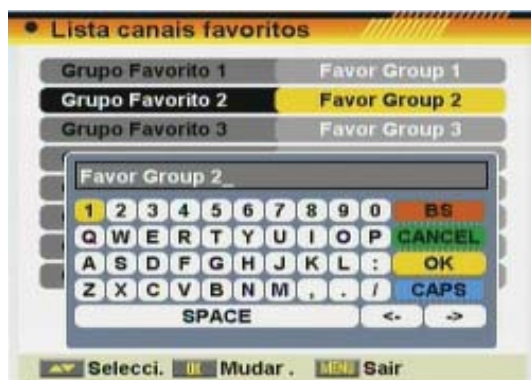 Lista canais favoritos
Grupo Favorito 1 Favor Group 1
Grupo Favorito 2 Favor Group 2
Grupo Favorito 3 Favor Group 3
Favor Group 2_
1 2 3 4 5 6 7 8 9 0 BS
Q W E R T Y U I O P CANCEL
A S D F G H J K L : OK
Z X C V B N M , . / CAPS
SPACE <- ->
Selecci. OK Mudar . MENU Sair